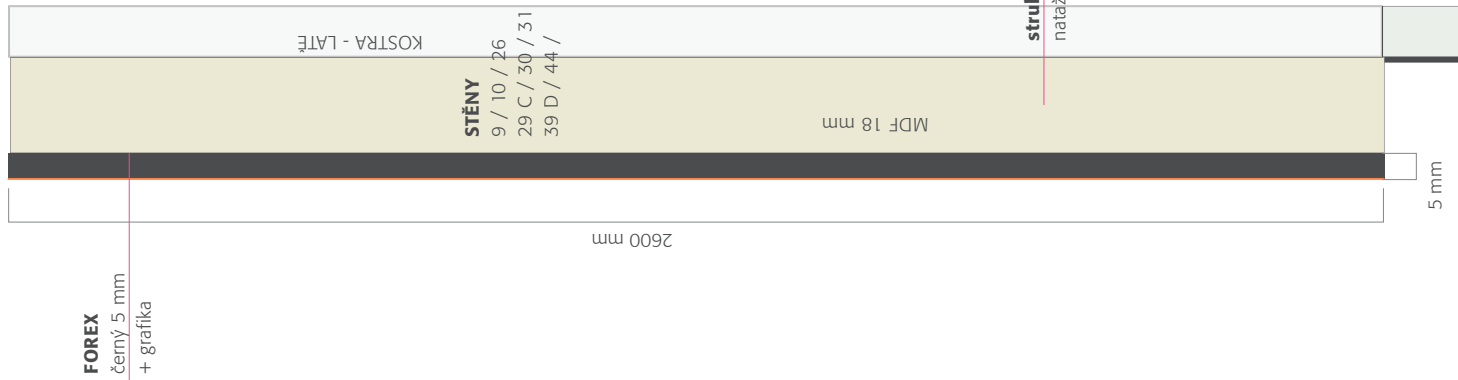 KOSTRA - LATĚ
STĚNY
9 / 10 / 26
29 C / 30 / 31
39 D / 44 /
MDF 18 mm
5 mm
2600 mm
FOREX
černý 5 mm
+ grafika